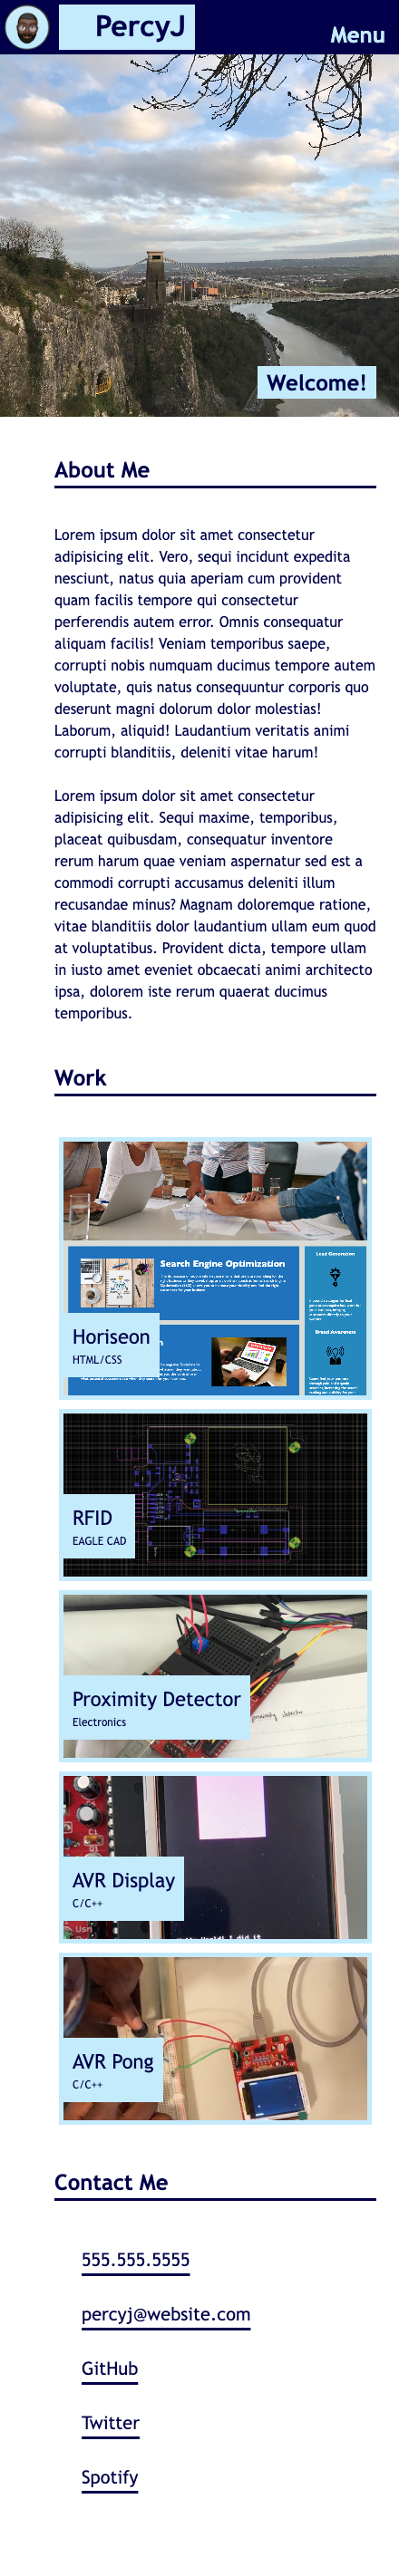 PercyJ
Menu
Welcome!
About Me
Lorem ipsum dolor sit amet consectetur
adipisicing elit. Vero, sequi incidunt expedita
nesciunt, natus quia aperiam cum provident
quam facilis tempore qui consectetur
perferendis autem error. Omnis consequatur
aliquam facilis! Veniam temporibus saepe,
corrupti nobis numquam ducimus tempore autem
voluptate, quis natus consequuntur corporis quo
deserunt magni dolorum dolor molestias!
Laborum, aliquid! Laudantium veritatis animi
corrupti blanditiis, deleniti vitae harum!
Lorem ipsum dolor sit amet consectetur
adipisicing elit. Sequi maxime, temporibus,
placeat quibusdam, consequatur inventore
rerum harum quae veniam aspernatur sed est a
commodi corrupti accusamus deleniti illum
recusandae minus? Magnam doloremque ratione,
vitae blanditiis dolor laudantium ullam eum quod
at voluptatibus. Provident dicta, tempore ullam
in iusto amet eveniet obcaecati animi architecto
ipsa, dolorem iste rerum quaerat ducimus
temporibus.
Work
Search Engine Optimization
Lead Generation
Brand Awareness
Horiseon
HTML/CSS
RFID
EAGLE CAD
Proximity Detector
Electronics
proximity detector
AVR Display
C/C++
I did it
AVR Pong
C/C++
Contact Me
555.555.5555
percyj@website.com
GitHub
Twitter
Spotify